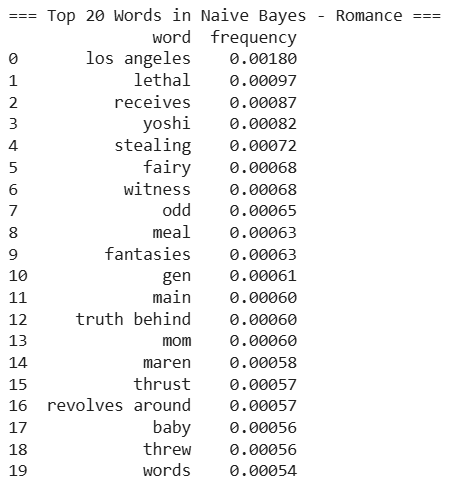 === Top 20 Words in Naive Bayes - Romance ===
word frequency
0 los angeles 0.00180
1 lethal 0.00097
2 receives 0.00087
3 yoshi 0.00082
4 stealing 0.00072
5 fairy 0.00068
6 witness 0.00068
7 odd 0.00065
8 meal 0.00063
9 fantasies 0.00063
10 gen 0.00061
11 main 0.00060
12 truth behind 0.00060
13 mom 0.00060
14 maren 0.00058
15 thrust 0.00057
16 revolves around 0.00057
17 baby 0.00056
18 threw 0.00056
19 words 0.00054